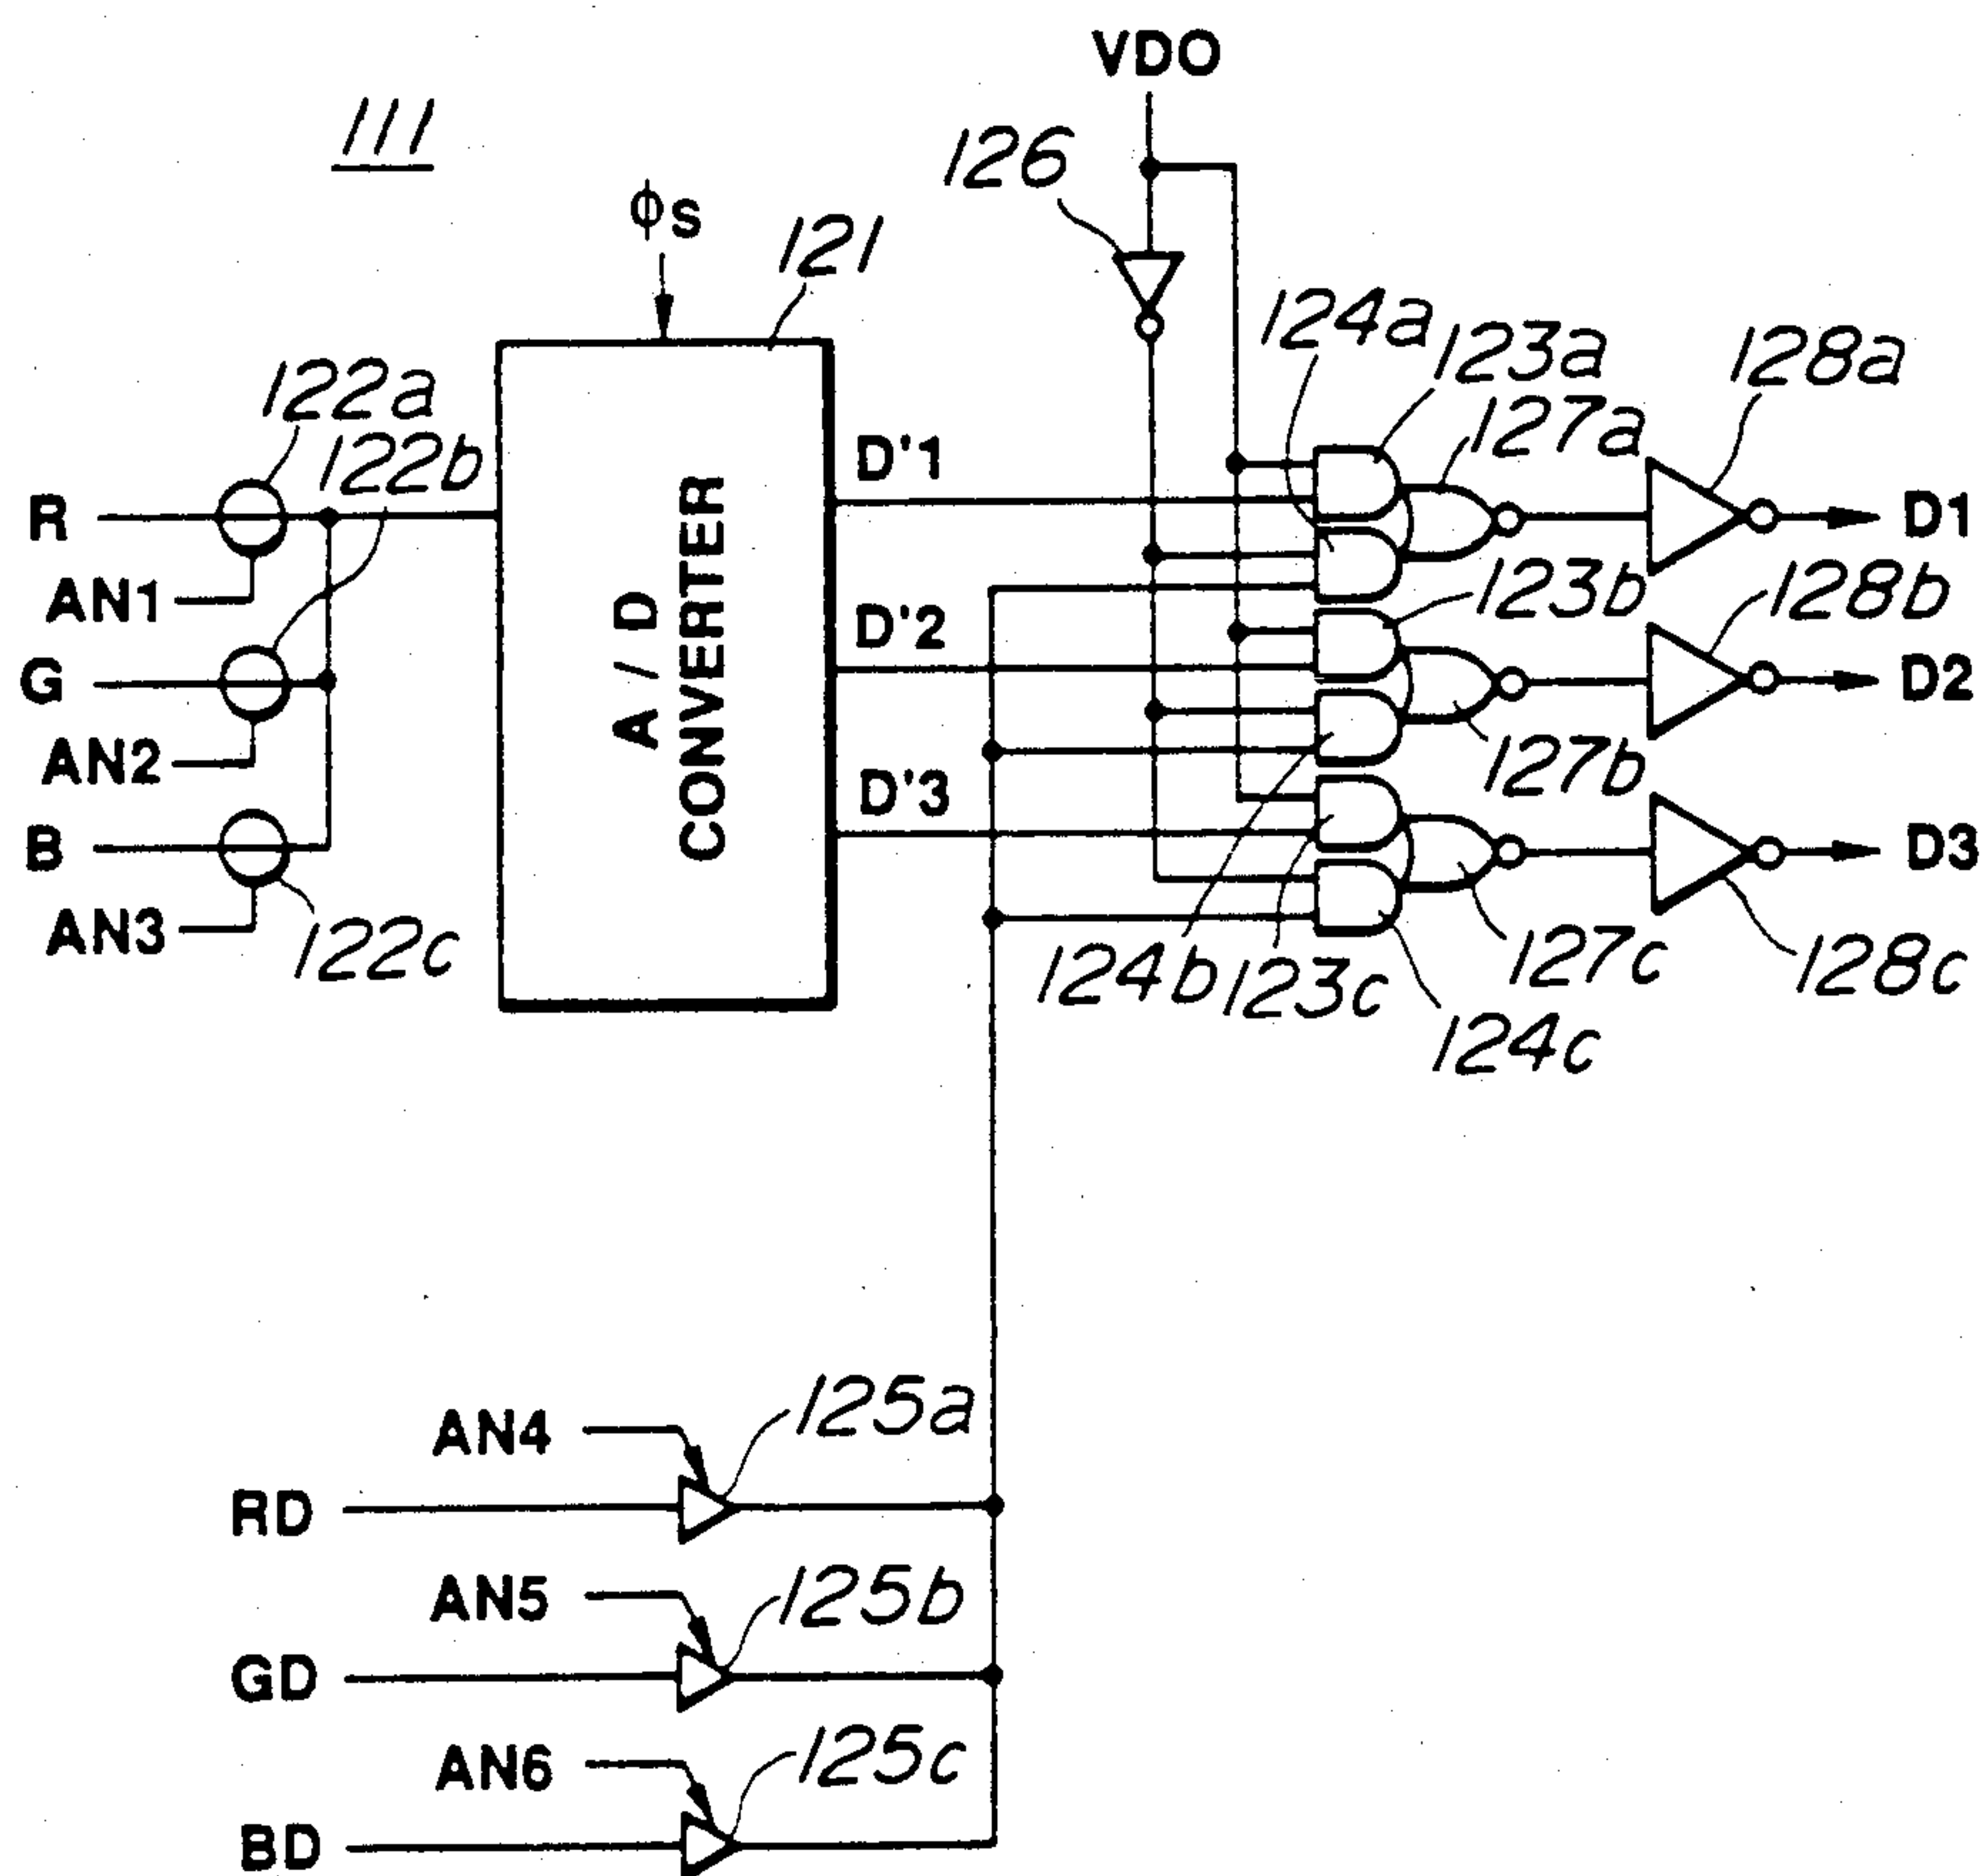 VDO
111
126
φS
121
124a
123a
128a
122a
127a
122b
D'1
R
D1
A/D CONVERTER
AN1
123b
128b
D'2
G
D2
AN2
127b
D'3
B
D3
AN3
122c
124b
123c
127c
128c
124c
AN4
125a
RD
AN5
125b
GD
AN6
125c
BD